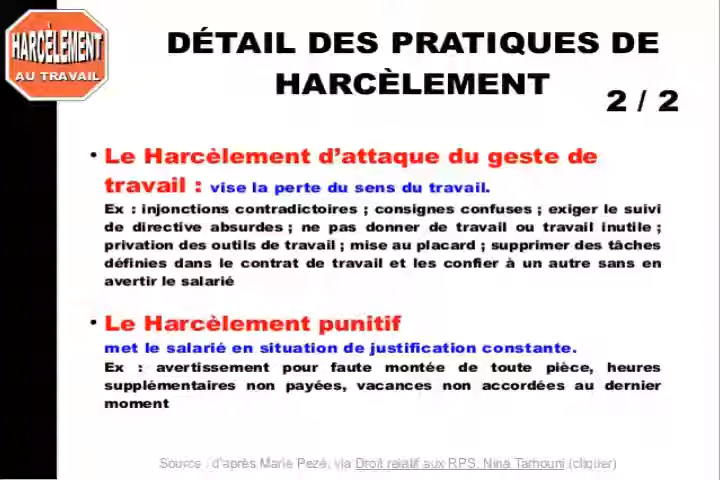 HARCÈLEMENT
AU TRAVAIL
DÉTAIL DES PRATIQUES DE
HARCÈLEMENT
2 / 2
• Le Harcèlement d'attaque du geste de
travail : vise la perte du sens du travail.
Ex : injonctions contradictoires ; consignes confuses ; exiger le suivi
de directive absurdes ; ne pas donner de travail ou travail inutile ;
privation des outils de travail ; mise au placard ; supprimer des tâches
définies dans le contrat de travail et les confier à un autre sans en
avertir le salarié
• Le Harcèlement punitif
met le salarié en situation de justification constante.
Ex : avertissement pour faute montée de toute pièce, heures
supplémentaires non payées, vacances non accordées au dernier
moment
Source : d'après Marie Pezé, via Droit relatif aux RPS, Nina Tarhouni (cliquer)